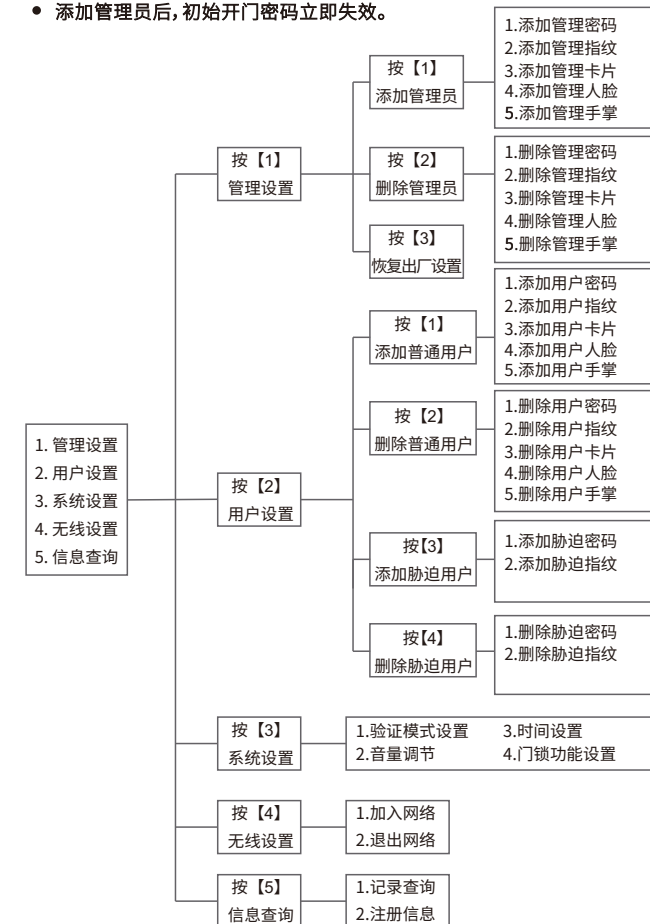 ● 添加管理员后，初始开门密码立即失效。
1. 管理设置
2. 用户设置
3. 系统设置
4. 无线设置
5. 信息查询
按【1】
管理设置
按【1】
添加管理员
1.添加管理密码
2.添加管理指纹
3.添加管理卡片
4.添加管理人脸
5.添加管理手掌
按【2】
删除管理员
1.删除管理密码
2.删除管理指纹
3.删除管理卡片
4.删除管理人脸
5.删除管理手掌
按【3】
恢复出厂设置
按【2】
用户设置
按【1】
添加普通用户
1.添加用户密码
2.添加用户指纹
3.添加用户卡片
4.添加用户人脸
5.添加用户手掌
按【2】
删除普通用户
1.删除用户密码
2.删除用户指纹
3.删除用户卡片
4.删除用户人脸
5.删除用户手掌
按【3】
添加胁迫用户
1.添加胁迫密码
2.添加胁迫指纹
按【4】
删除胁迫用户
1.删除胁迫密码
2.删除胁迫指纹
按【3】
系统设置
1.验证模式设置 3.时间设置
2.音量调节 4.门锁功能设置
按【4】
无线设置
1.加入网络
2.退出网络
按【5】
信息查询
1.记录查询
2.注册信息